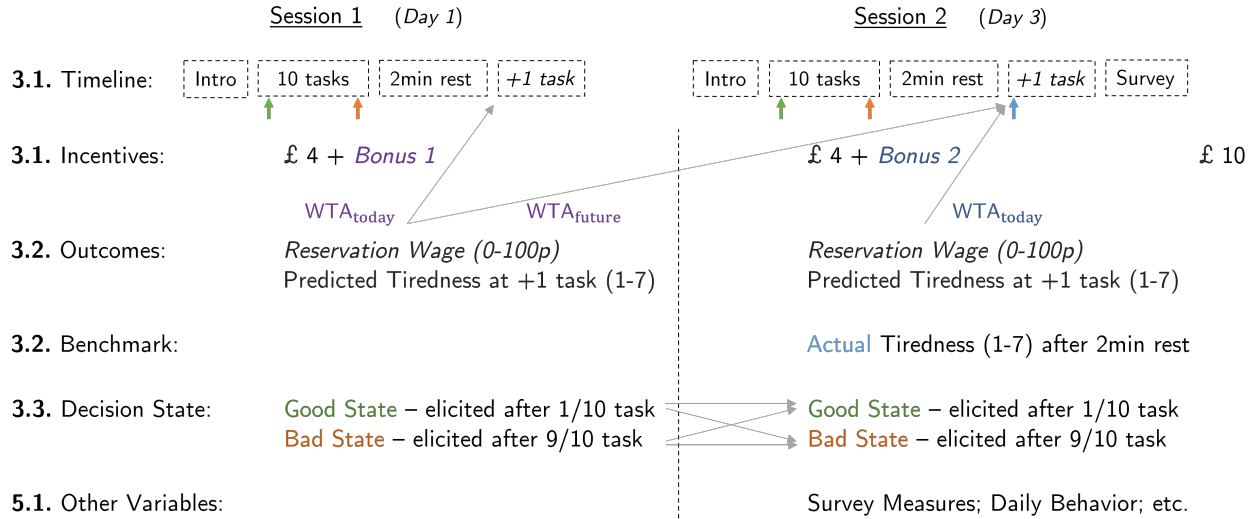 Session 1 (Day 1) Session 2 (Day 3)
3.1. Timeline: Intro 10 tasks 2min rest +1 task Intro 10 tasks 2min rest +1 task Survey
3.1. Incentives: £ 4 + Bonus 1 £ 4 + Bonus 2 £ 10
WTAtoday WTAfuture WTAtoday
3.2. Outcomes: Reservation Wage (0-100p) Reservation Wage (0-100p)
Predicted Tiredness at +1 task (1-7) Predicted Tiredness at +1 task (1-7)
3.2. Benchmark: Actual Tiredness (1-7) after 2min rest
3.3. Decision State: Good State – elicited after 1/10 task Good State – elicited after 1/10 task
Bad State – elicited after 9/10 task Bad State – elicited after 9/10 task
5.1. Other Variables: Survey Measures; Daily Behavior; etc.